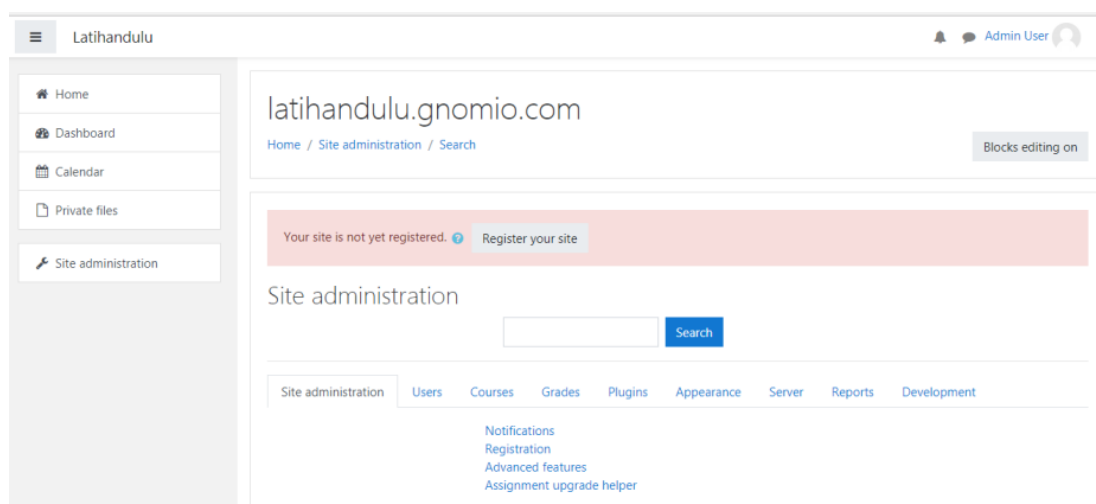 Latihandulu
Admin User
Home
Dashboard
Calendar
Private files
Site administration
latihandulu.gnomio.com
Home / Site administration / Search
Blocks editing on
Your site is not yet registered.
Register your site
Site administration
Search
Site administration Users Courses Grades Plugins Appearance Server Reports Development
Notifications
Registration
Advanced features
Assignment upgrade helper